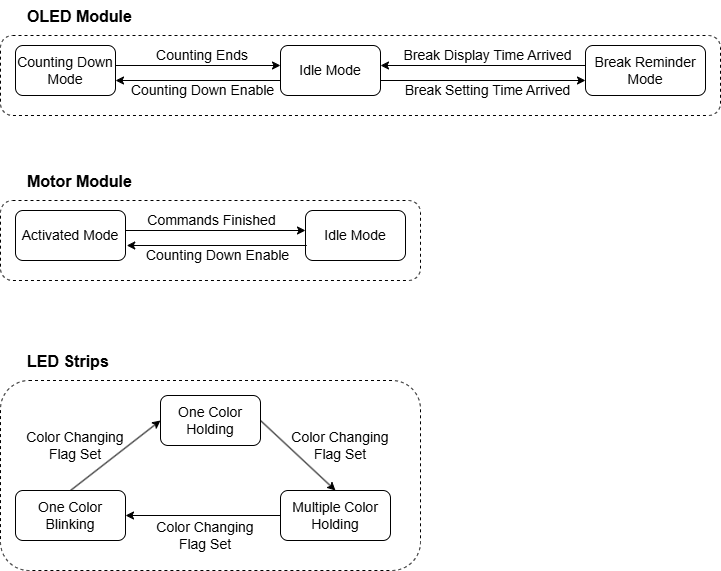 OLED Module
Counting Down
Mode
Counting Ends
Counting Down Enable
Idle Mode
Break Display Time Arrived
Break Setting Time Arrived
Break Reminder
Mode
Motor Module
Activated Mode
Commands Finished
Counting Down Enable
Idle Mode
LED Strips
One Color
Holding
Color Changing
Flag Set
Color Changing
Flag Set
One Color
Blinking
Multiple Color
Holding
Color Changing
Flag Set